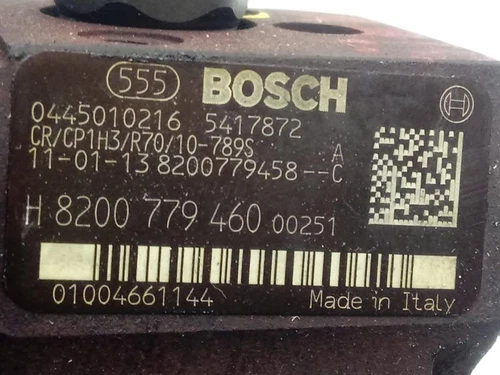 555 BOSCH
0445010216 5417872
CR/CP1H3/R70/10-789S A
11-01-13 8200779458--C
H 8200 779 460 00251
01004661144 Made in Italy